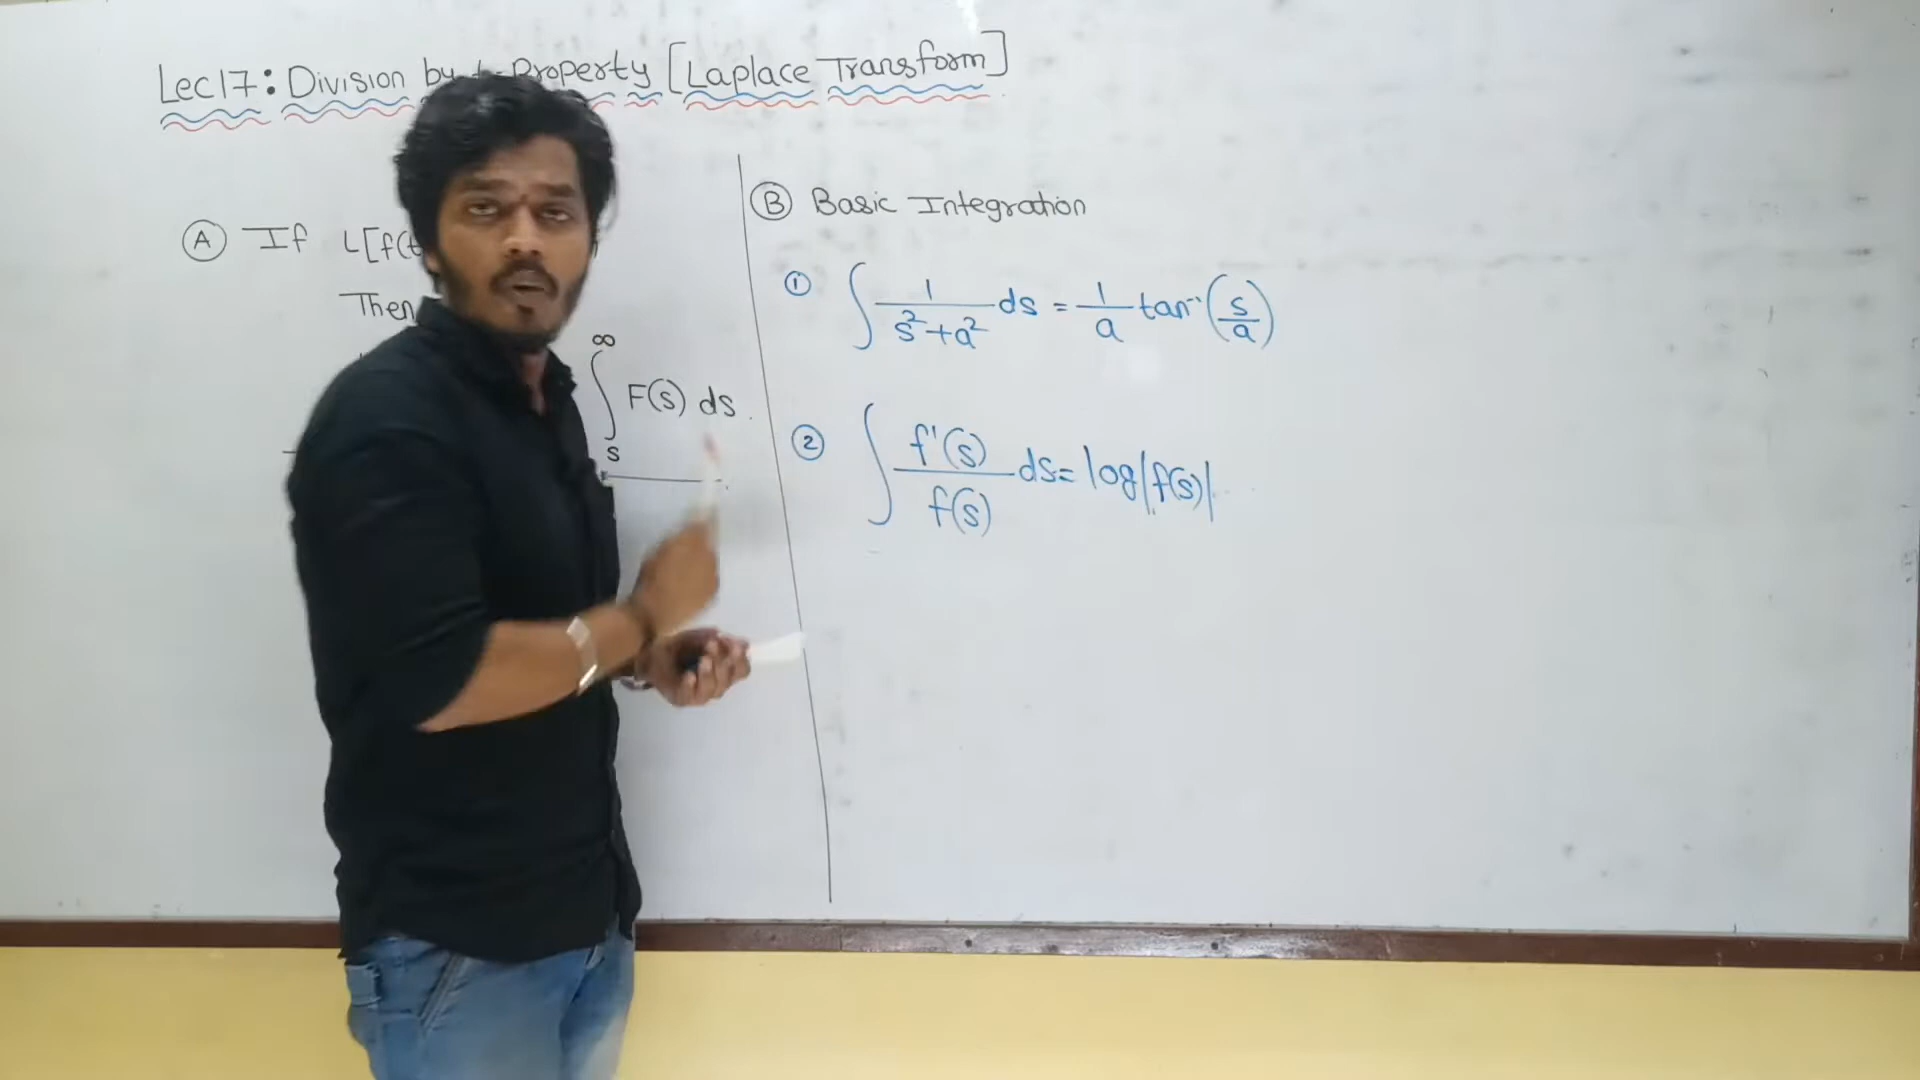 Lec17: Division by t-Property [Laplace Transform]
Ⓐ If L[f(t
Then
∞
∫ F(s) ds.
s
Ⓑ Basic Integration
① ∫ 1/(s²+a²) ds = 1/a tan⁻¹(s/a)
② ∫ f'(s)/f(s) ds = log|f(s)|